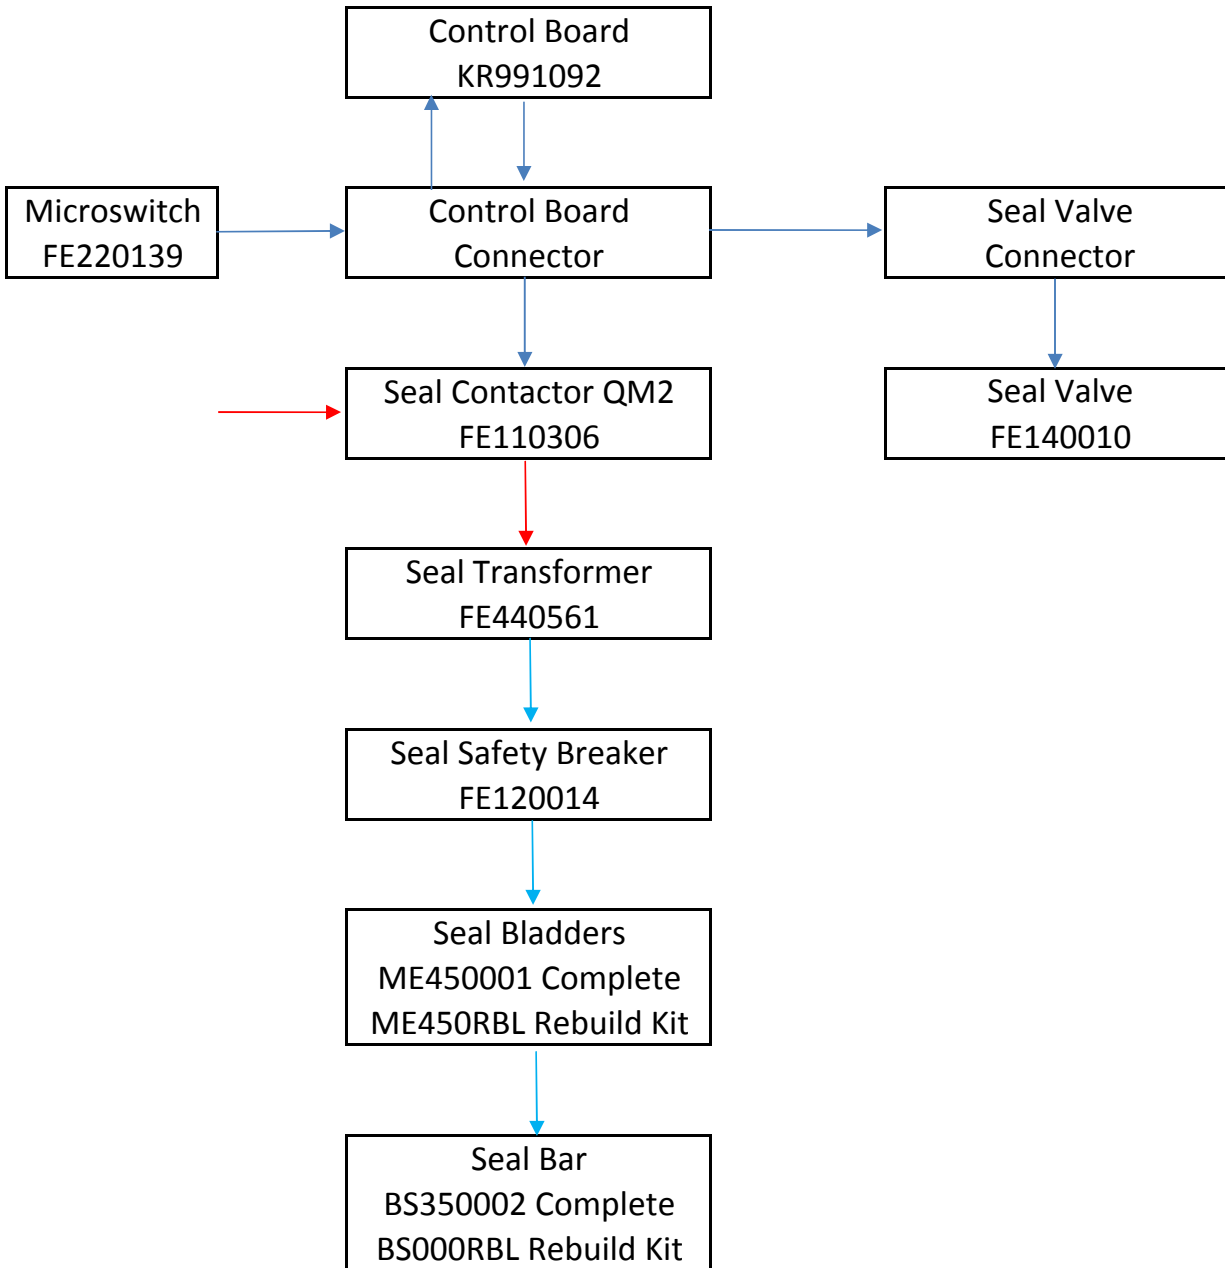 Control Board
KR991092
Microswitch
FE220139
Control Board
Connector
Seal Valve
Connector
Seal Contactor QM2
FE110306
Seal Valve
FE140010
Seal Transformer
FE440561
Seal Safety Breaker
FE120014
Seal Bladders
ME450001 Complete
ME450RBL Rebuild Kit
Seal Bar
BS350002 Complete
BS000RBL Rebuild Kit